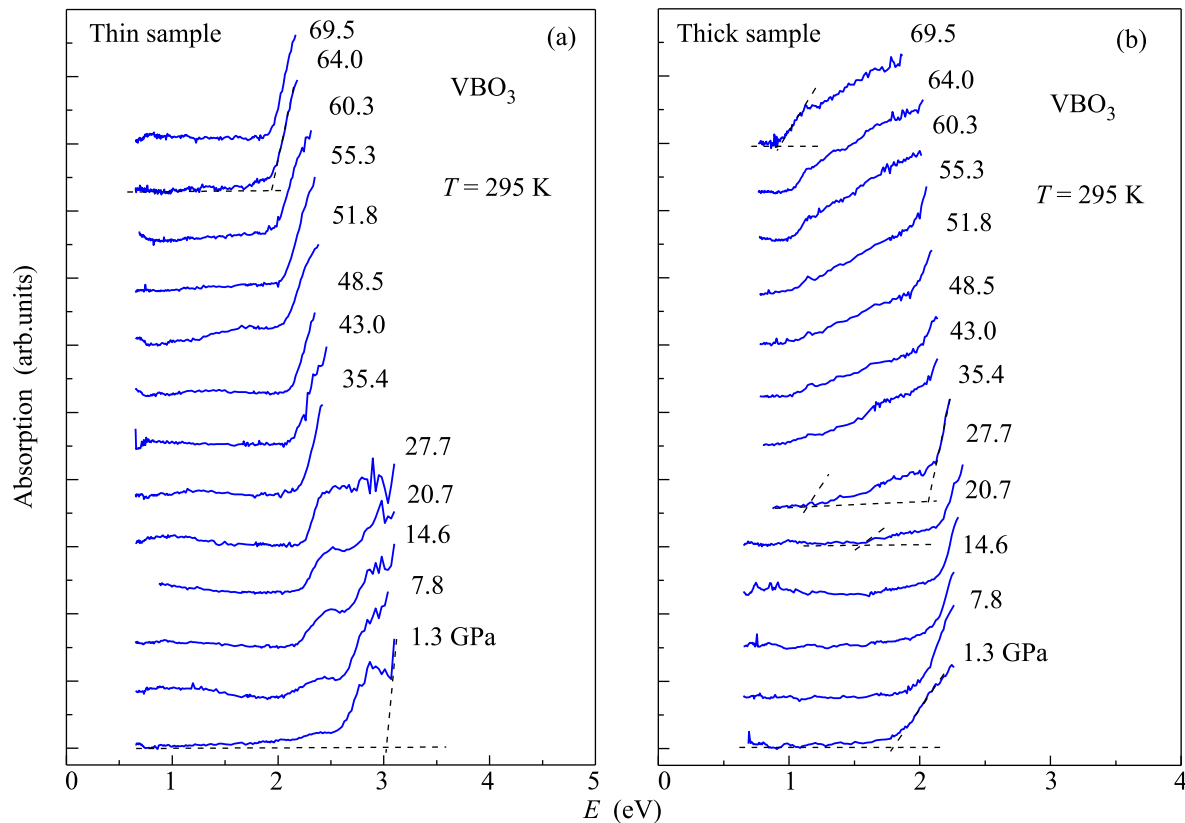 Thin sample
(a)
69.5
64.0
VBO3
60.3
55.3
T = 295 K
51.8
48.5
43.0
35.4
27.7
20.7
14.6
7.8
1.3 GPa
0 1 2 3 4 5
Thick sample
(b)
69.5
64.0
VBO3
60.3
55.3
T = 295 K
51.8
48.5
43.0
35.4
27.7
20.7
14.6
7.8
1.3 GPa
0 1 2 3 4
Absorption (arb.units)
E (eV)